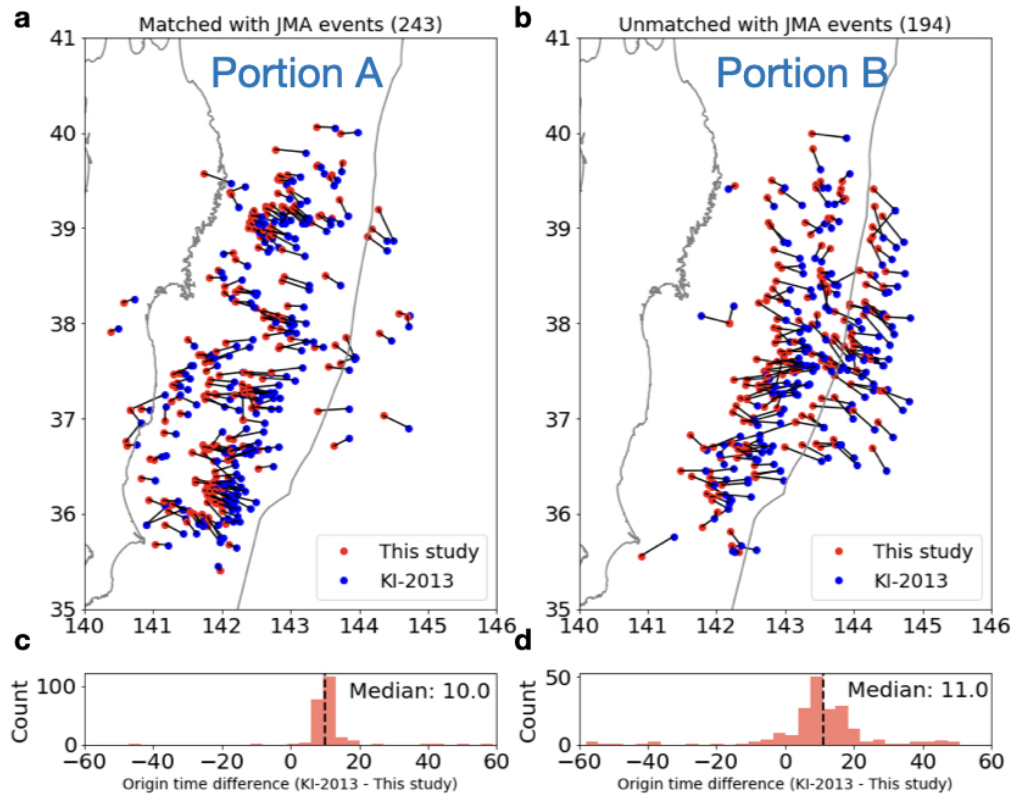 a
Matched with JMA events (243)
Portion A
41
40
39
38
37
36
35
140 141 142 143 144 145 146
This study
KI-2013
b
Unmatched with JMA events (194)
Portion B
41
40
39
38
37
36
35
140 141 142 143 144 145 146
This study
KI-2013
c
Count
100
0
Median: 10.0
−60 −40 −20 0 20 40 60
Origin time difference (KI-2013 - This study)
d
Count
50
0
Median: 11.0
−60 −40 −20 0 20 40 60
Origin time difference (KI-2013 - This study)